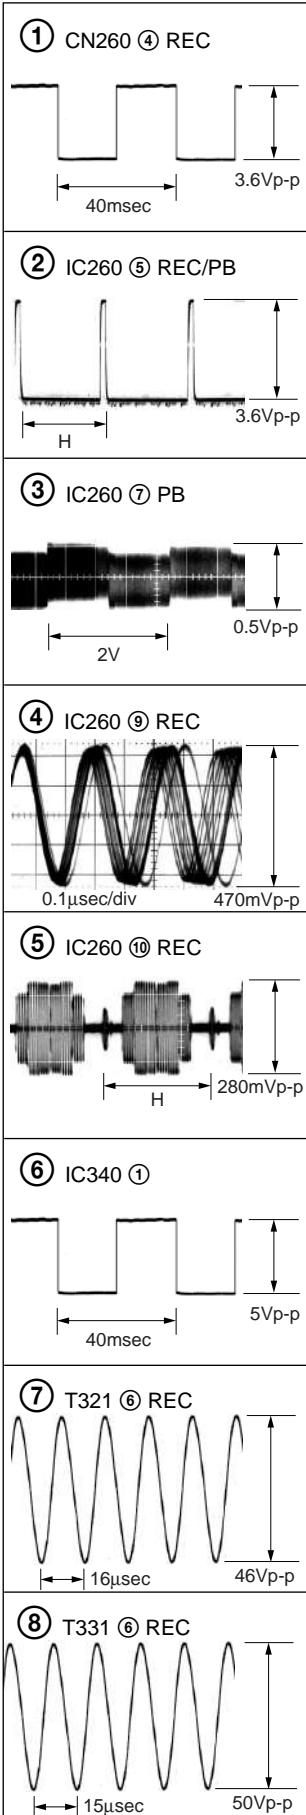 ① CN260 ④ REC
3.6Vp-p
40msec
② IC260 ⑤ REC/PB
3.6Vp-p
H
③ IC260 ⑦ PB
0.5Vp-p
2V
④ IC260 ⑨ REC
0.1µsec/div 470mVp-p
⑤ IC260 ⑩ REC
280mVp-p
H
⑥ IC340 ①
5Vp-p
40msec
⑦ T321 ⑥ REC
16µsec 46Vp-p
⑧ T331 ⑥ REC
15µsec 50Vp-p